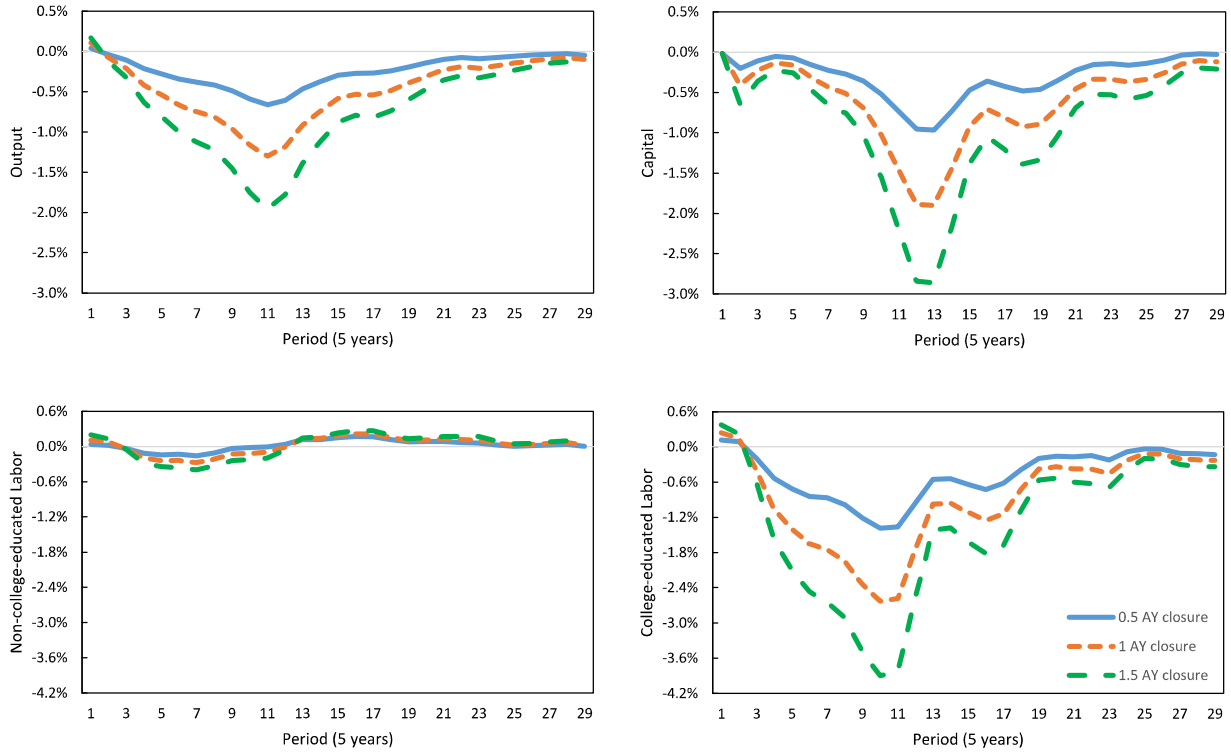 0.5%
0.0%
-0.5%
-1.0%
-1.5%
-2.0%
-2.5%
-3.0%
Output
1 3 5 7 9 11 13 15 17 19 21 23 25 27 29
Period (5 years)
0.5%
0.0%
-0.5%
-1.0%
-1.5%
-2.0%
-2.5%
-3.0%
Capital
1 3 5 7 9 11 13 15 17 19 21 23 25 27 29
Period (5 years)
0.6%
0.0%
-0.6%
-1.2%
-1.8%
-2.4%
-3.0%
-3.6%
-4.2%
Non-college-educated Labor
1 3 5 7 9 11 13 15 17 19 21 23 25 27 29
Period (5 years)
0.6%
0.0%
-0.6%
-1.2%
-1.8%
-2.4%
-3.0%
-3.6%
-4.2%
College-educated Labor
0.5 AY closure
1 AY closure
1.5 AY closure
1 3 5 7 9 11 13 15 17 19 21 23 25 27 29
Period (5 years)